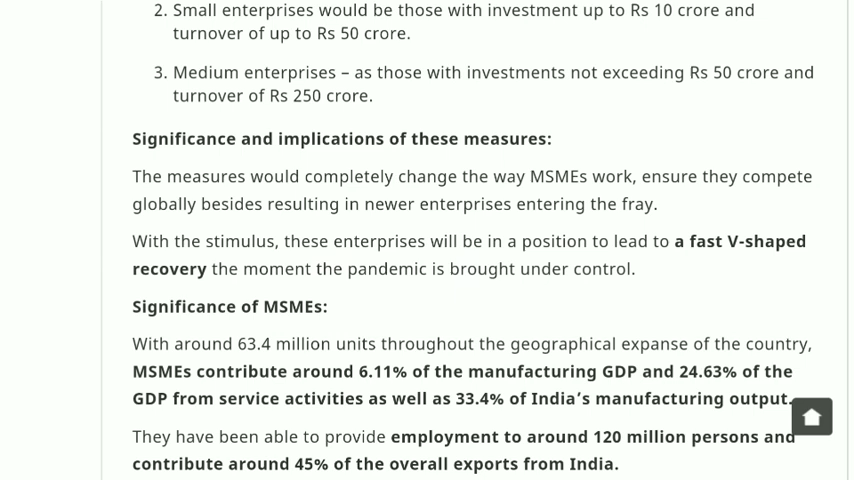 2. Small enterprises would be those with investment up to Rs 10 crore and
turnover of up to Rs 50 crore.
3. Medium enterprises – as those with investments not exceeding Rs 50 crore and
turnover of Rs 250 crore.
Significance and implications of these measures:
The measures would completely change the way MSMEs work, ensure they compete
globally besides resulting in newer enterprises entering the fray.
With the stimulus, these enterprises will be in a position to lead to a fast V-shaped
recovery the moment the pandemic is brought under control.
Significance of MSMEs:
With around 63.4 million units throughout the geographical expanse of the country,
MSMEs contribute around 6.11% of the manufacturing GDP and 24.63% of the
GDP from service activities as well as 33.4% of India’s manufacturing output.
They have been able to provide employment to around 120 million persons and
contribute around 45% of the overall exports from India.